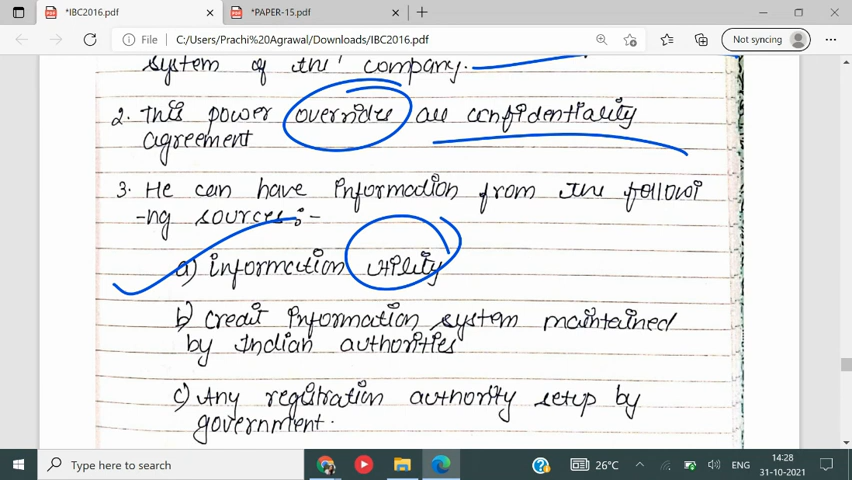 *IBC2016.pdf
*PAPER-15.pdf
File C:/Users/Prachi%20Agrawal/Downloads/IBC2016.pdf
Not syncing
system of the company.
2. This power overrides all confidentiality
agreement
3. He can have information from the followi
-ng sources:-
a) Information utility
b) Credit Information system maintained
by Indian authorities
c) Any registration authority setup by
government.
Type here to search
26°C
ENG
14:28
31-10-2021